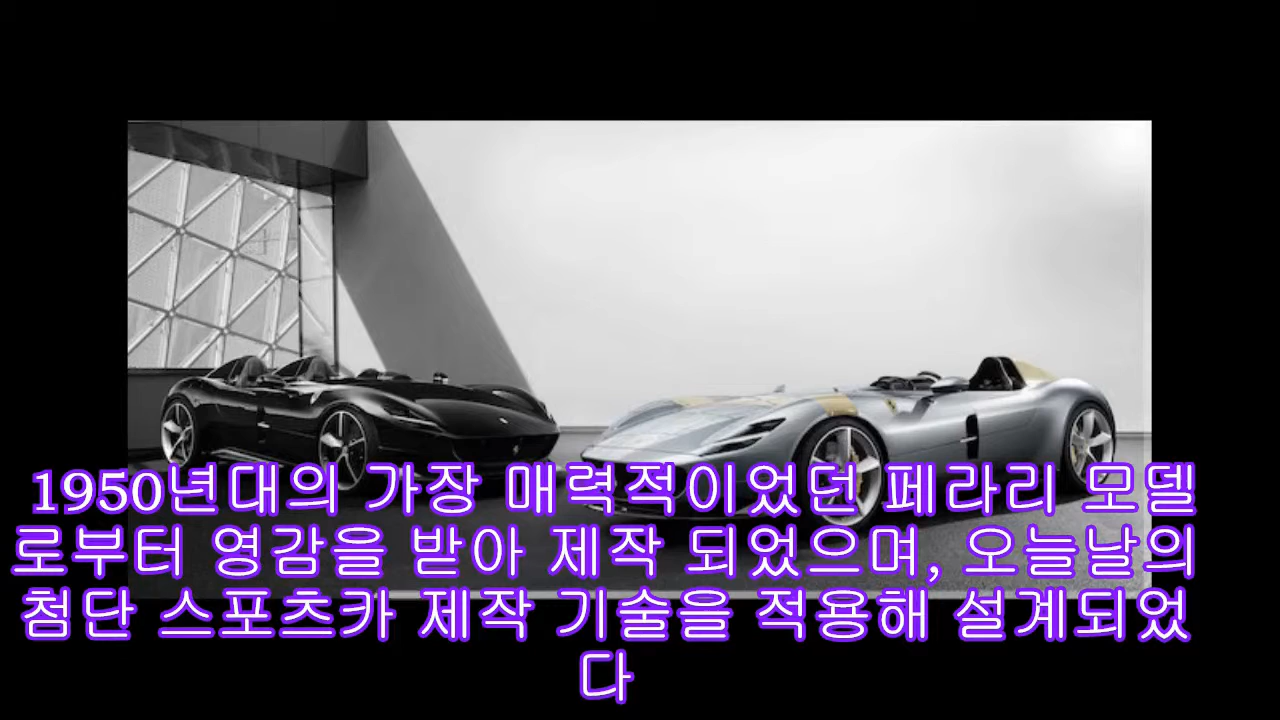 1950년대의 가장 매력적이었던 페라리 모델
로부터 영감을 받아 제작 되었으며, 오늘날의
첨단 스포츠카 제작 기술을 적용해 설계되었
다